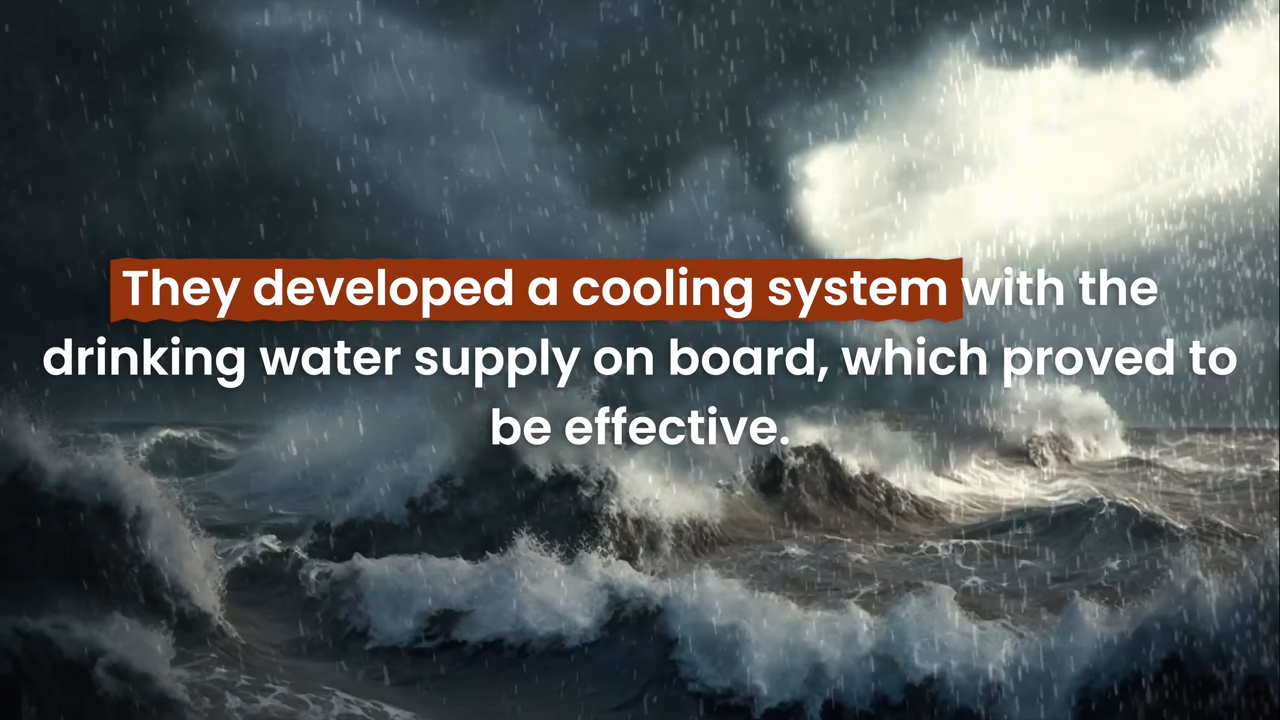 They developed a cooling system with the
drinking water supply on board, which proved to
be effective.